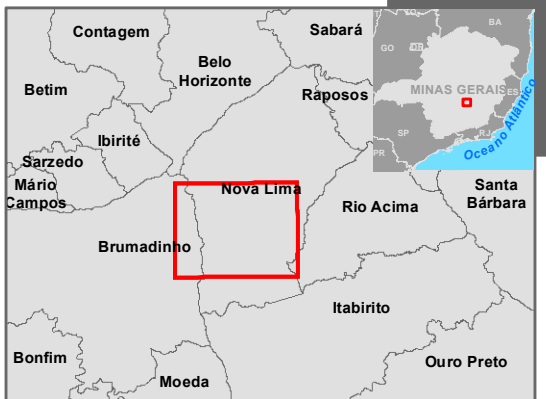 Contagem
Sabará
Belo
Horizonte
Betim
Raposos
Ibirité
Sarzedo
Mário
Campos
Nova Lima
Santa
Bárbara
Rio Acima
Brumadinho
Itabirito
Bonfim
Ouro Preto
Moeda
BA
GO
DF
MINAS GERAIS
ES
SP
RJ
PR
Oceano Atlântico